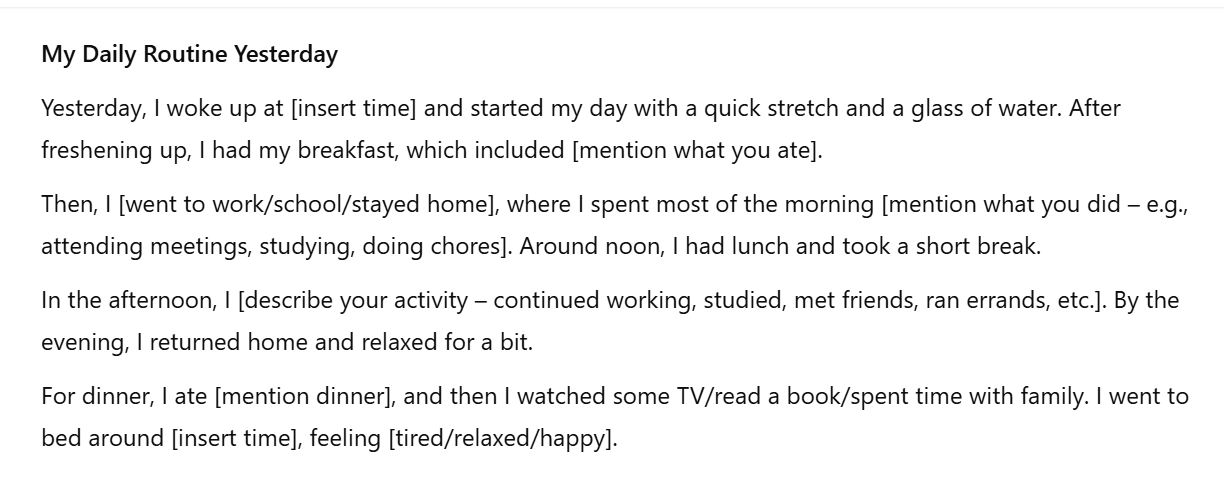 My Daily Routine Yesterday
Yesterday, I woke up at [insert time] and started my day with a quick stretch and a glass of water. After
freshening up, I had my breakfast, which included [mention what you ate].
Then, I [went to work/school/stayed home], where I spent most of the morning [mention what you did – e.g.,
attending meetings, studying, doing chores]. Around noon, I had lunch and took a short break.
In the afternoon, I [describe your activity – continued working, studied, met friends, ran errands, etc.]. By the
evening, I returned home and relaxed for a bit.
For dinner, I ate [mention dinner], and then I watched some TV/read a book/spent time with family. I went to
bed around [insert time], feeling [tired/relaxed/happy].